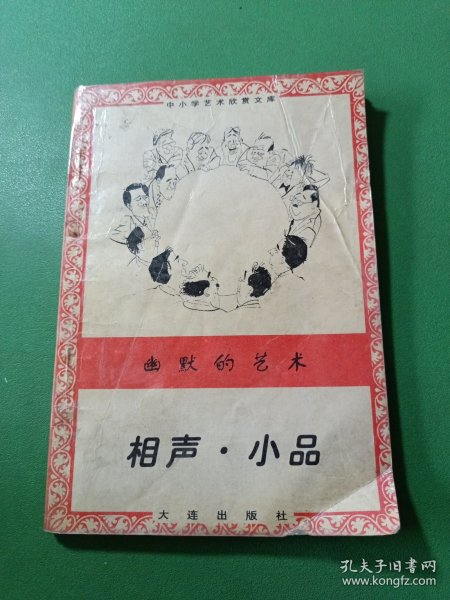 中小学艺术欣赏文库
幽默的艺术
相声·小品
大连出版社
孔夫子旧书网
www.kongfz.com